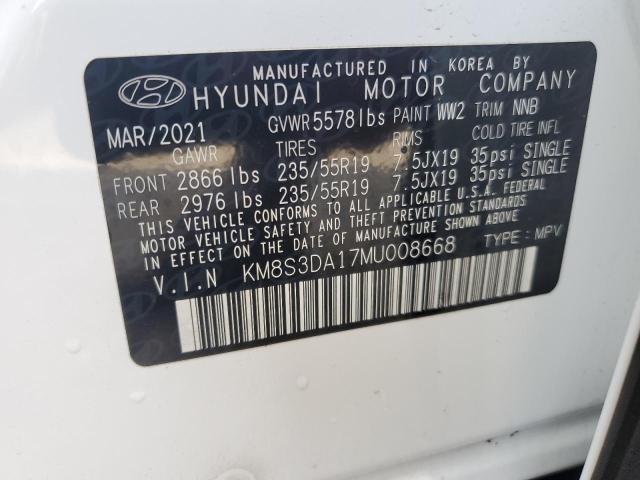 MANUFACTURED IN KOREA BY
HYUNDAI MOTOR COMPANY
MAR/2021 GVWR 5578lbs PAINT WW2 TRIM NNB
GAWR TIRES RIMS COLD TIRE INFL
FRONT 2866 lbs 235/55R19 7.5JX19 35psi SINGLE
REAR 2976 lbs 235/55R19 7.5JX19 35psi SINGLE
THIS VEHICLE CONFORMS TO ALL APPLICABLE U.S.A. FEDERAL
MOTOR VEHICLE SAFETY AND THEFT PREVENTION STANDARDS
IN EFFECT ON THE DATE OF MANUFACTURE SHOWN ABOVE.
V.I.N KM8S3DA17MU008668 TYPE : MPV